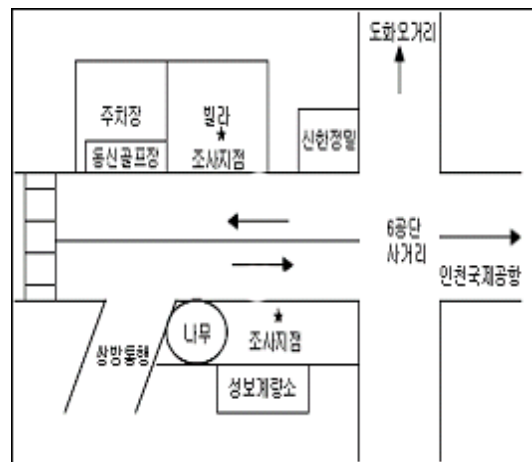 도화오거리
주차장
빌라
동신골프장
★
조사지점
신한정밀
6공단
사거리
인천국제공항
나무
★
조사지점
쌍방통행
성보계량소